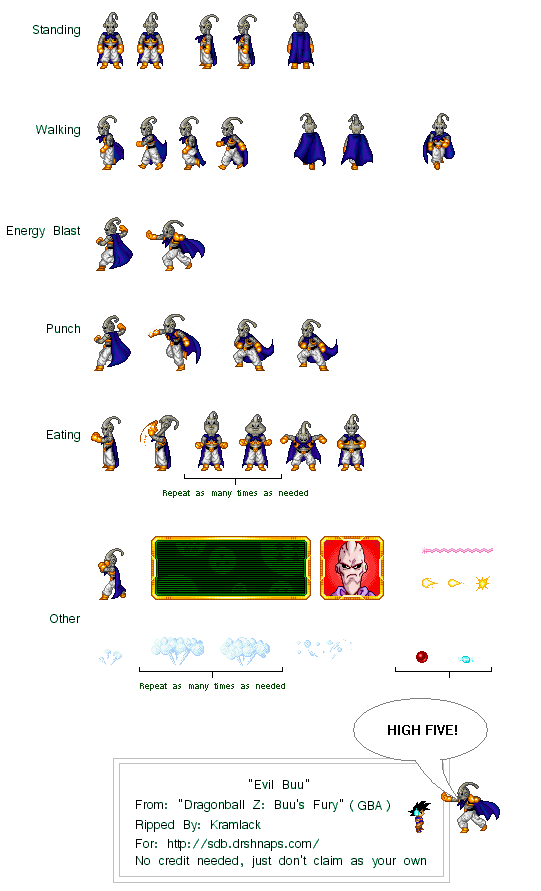 Standing
Walking
Energy Blast
Punch
Eating
Repeat as many times as needed
Other
Repeat as many times as needed
HIGH FIVE!
"Evil Buu"
From: "Dragonball Z: Buu's Fury" (GBA)
Ripped By: Kramlack
For: http://sdb.drshnaps.com/
No credit needed, just don't claim as your own